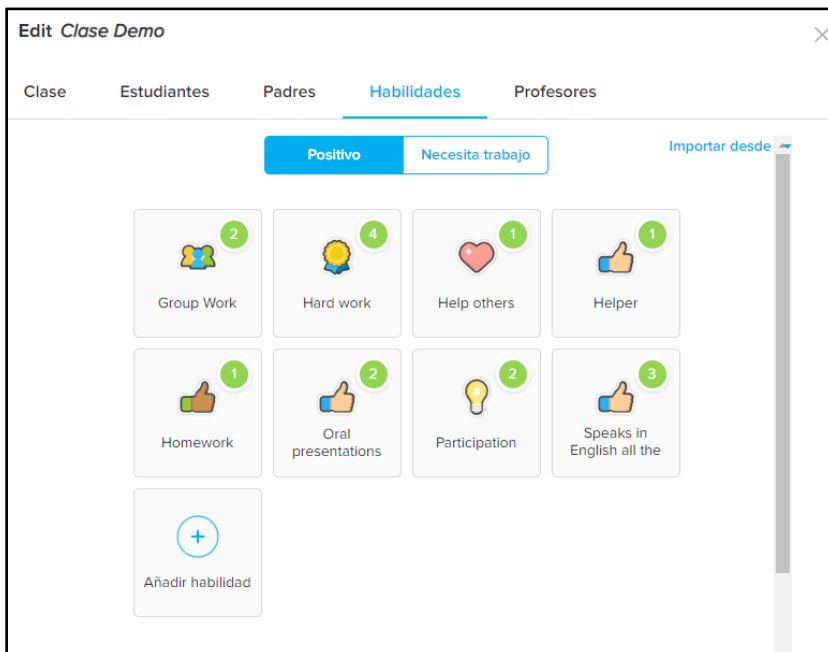 Edit Clase Demo
Clase Estudiantes Padres Habilidades Profesores
Positivo Necesita trabajo Importar desde
2 4 1 1
Group Work Hard work Help others Helper
1 2 2 3
Homework Oral presentations Participation Speaks in English all the
+
Añadir habilidad